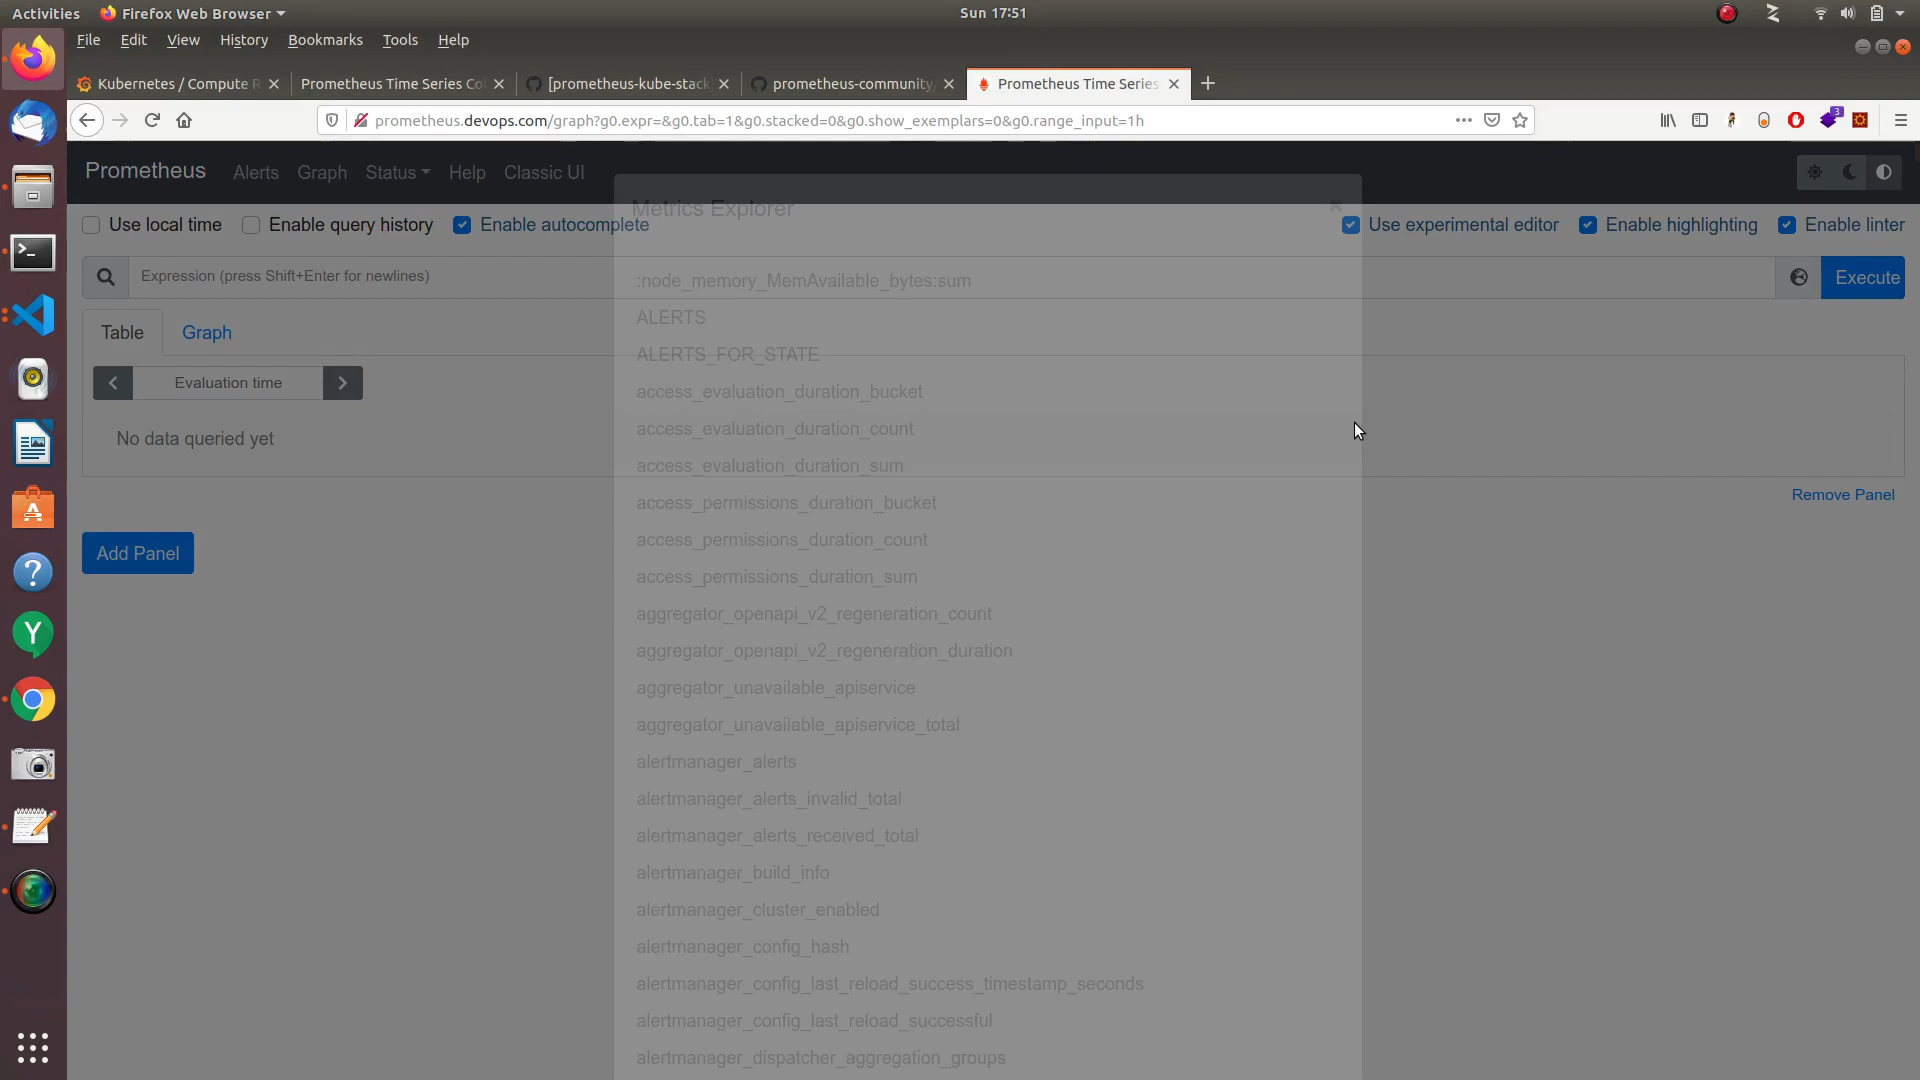 Activities Firefox Web Browser Sun 17:51
File Edit View History Bookmarks Tools Help
Kubernetes / Compute R Prometheus Time Series Col [prometheus-kube-stack prometheus-community/ Prometheus Time Series
prometheus.devops.com/graph?g0.expr=&g0.tab=1&g0.stacked=0&g0.show_exemplars=0&g0.range_input=1h
3
Prometheus Alerts Graph Status Help Classic UI
Metrics Explorer
Use local time Enable query history Enable autocomplete Use experimental editor Enable highlighting Enable linter
Expression (press Shift+Enter for newlines) Execute
:node_memory_MemAvailable_bytes:sum
ALERTS
Table Graph
ALERTS_FOR_STATE
Evaluation time
access_evaluation_duration_bucket
access_evaluation_duration_count
No data queried yet
access_evaluation_duration_sum
Remove Panel
access_permissions_duration_bucket
access_permissions_duration_count
Add Panel
access_permissions_duration_sum
aggregator_openapi_v2_regeneration_count
aggregator_openapi_v2_regeneration_duration
aggregator_unavailable_apiservice
aggregator_unavailable_apiservice_total
alertmanager_alerts
alertmanager_alerts_invalid_total
alertmanager_alerts_received_total
alertmanager_build_info
alertmanager_cluster_enabled
alertmanager_config_hash
alertmanager_config_last_reload_success_timestamp_seconds
alertmanager_config_last_reload_successful
alertmanager_dispatcher_aggregation_groups